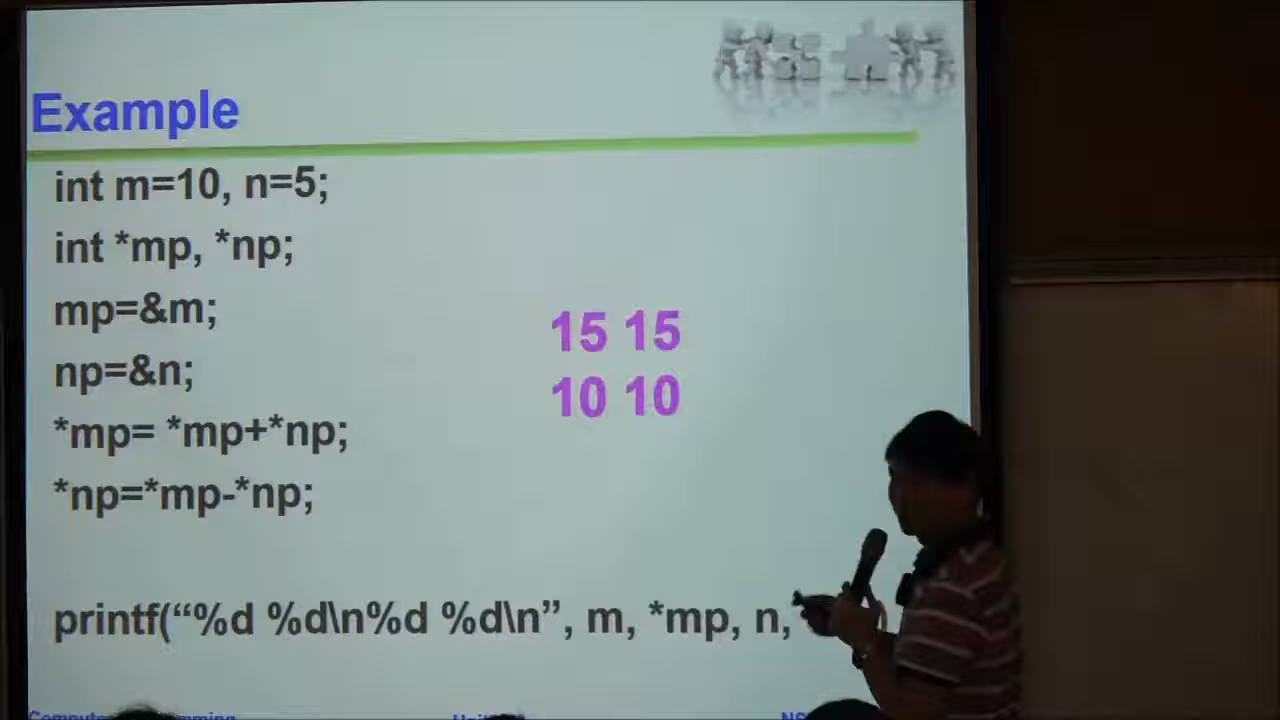 Example
int m=10, n=5;
int *mp, *np;
mp=&m;
np=&n;
*mp= *mp+*np;
*np=*mp-*np;
15 15
10 10
printf(“%d %d\n%d %d\n”, m, *mp, n,